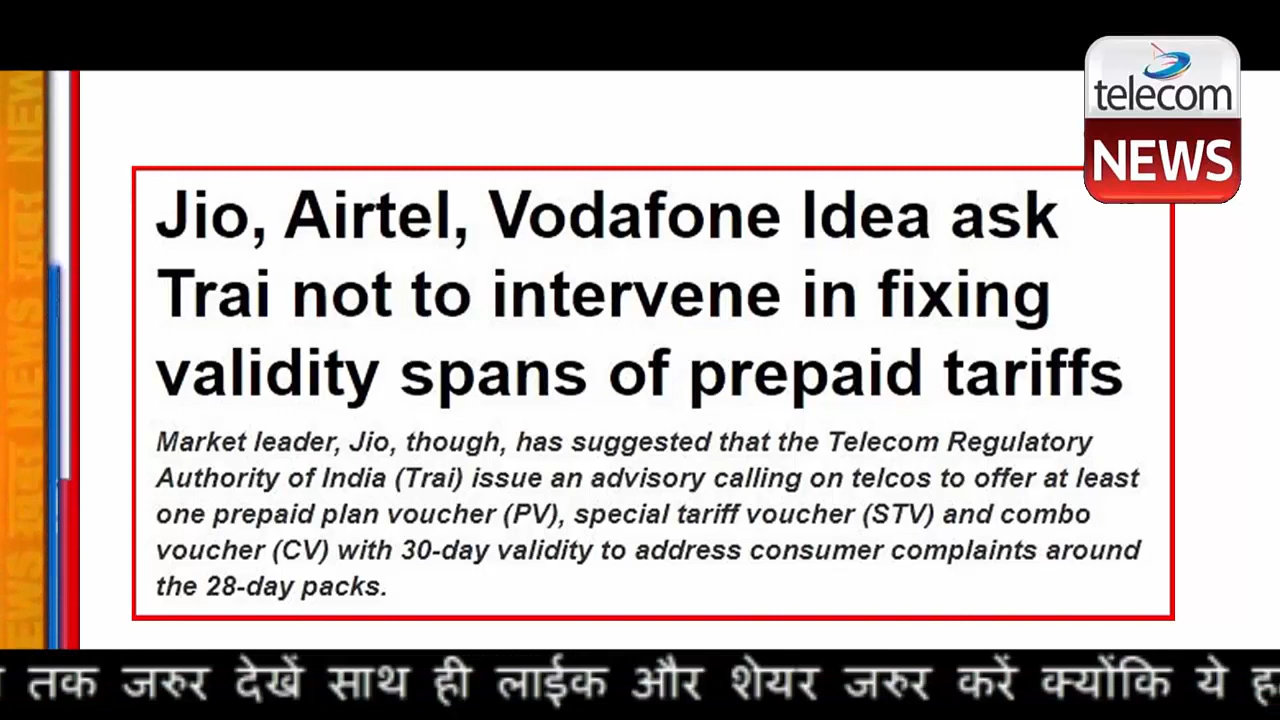 telecom
NEWS
Jio, Airtel, Vodafone Idea ask
Trai not to intervene in fixing
validity spans of prepaid tariffs
Market leader, Jio, though, has suggested that the Telecom Regulatory
Authority of India (Trai) issue an advisory calling on telcos to offer at least
one prepaid plan voucher (PV), special tariff voucher (STV) and combo
voucher (CV) with 30-day validity to address consumer complaints around
the 28-day packs.
तक जरुर देखें साथ ही लाईक और शेयर जरुर करें क्योंकि ये